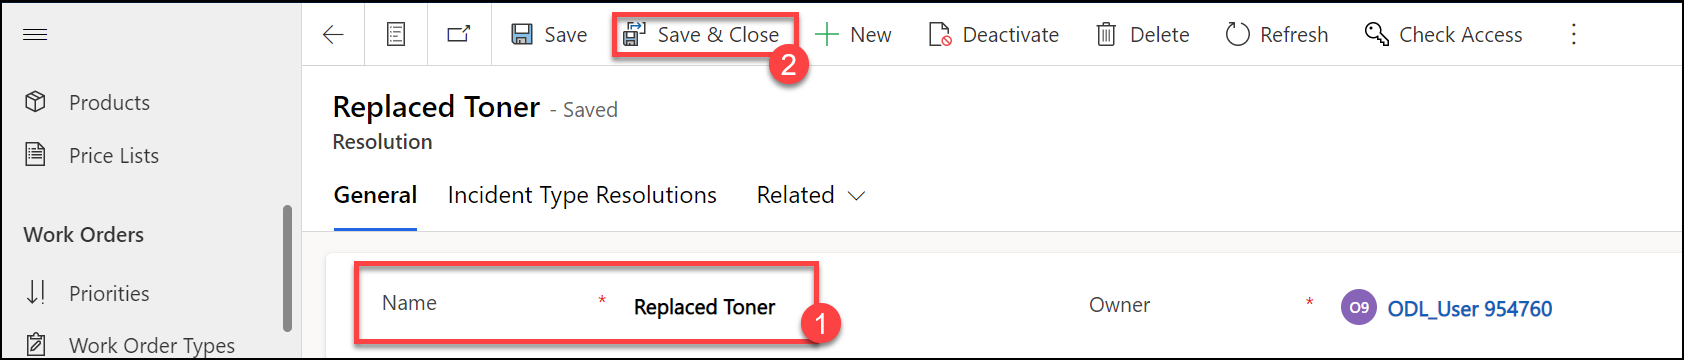 Save
Save & Close
New
Deactivate
Delete
Refresh
Check Access
2
Products
Price Lists
Work Orders
Priorities
Work Order Types
Replaced Toner - Saved
Resolution
General
Incident Type Resolutions
Related
Name * Replaced Toner
1
Owner * O9 ODL_User 954760